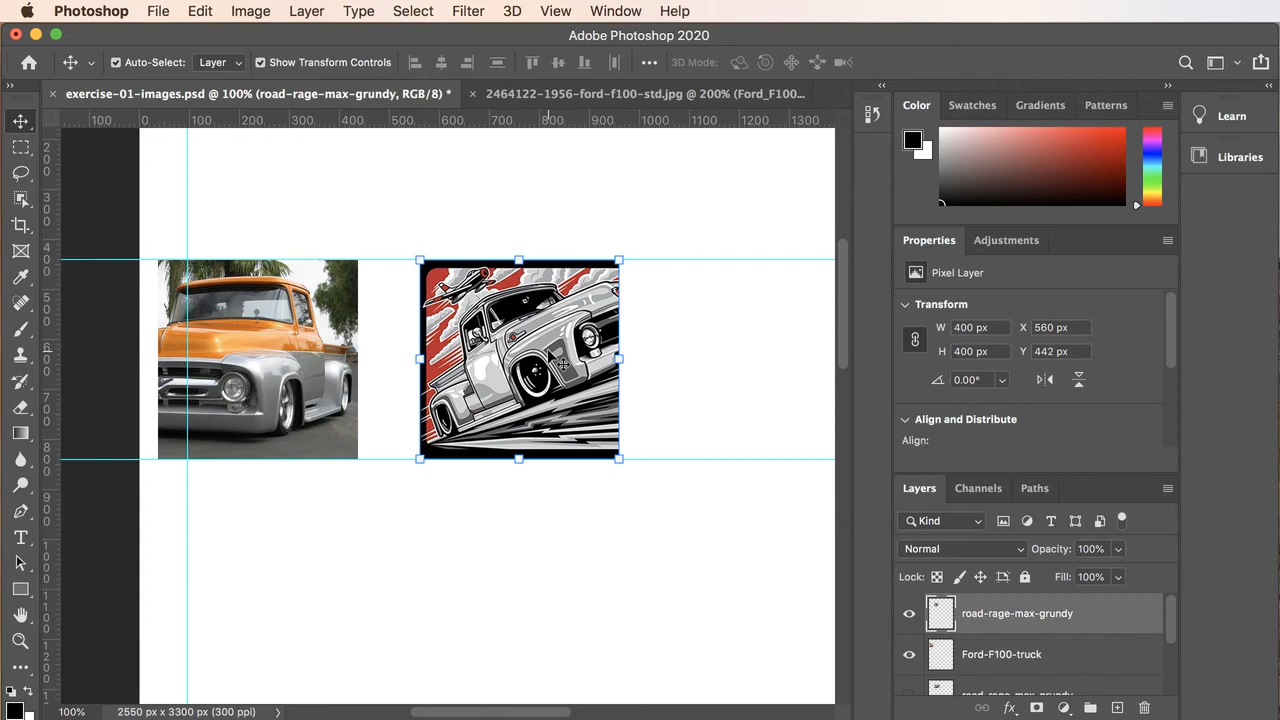 Photoshop File Edit Image Layer Type Select Filter 3D View Window Help
Adobe Photoshop 2020
Auto-Select: Layer Show Transform Controls ••• 3D Mode:
exercise-01-images.psd @ 100% (road-rage-max-grundy, RGB/8) * 2464122-1956-ford-f100-std.jpg @ 200% (Ford_F100...
100 0 100 200 300 400 500 600 700 800 900 1000 1100 1200 1300
200
300
400
500
600
700
800
900
1000
1100
1200
Color Swatches Gradients Patterns
Learn
Libraries
Properties Adjustments
Pixel Layer
Transform
W 400 px X 560 px
H 400 px Y 442 px
0.00°
Align and Distribute
Align:
Layers Channels Paths
Kind
Normal Opacity: 100%
Lock: Fill: 100%
road-rage-max-grundy
Ford-F100-truck
road-rage-max-grundy
100% 2550 px x 3300 px (300 ppi)